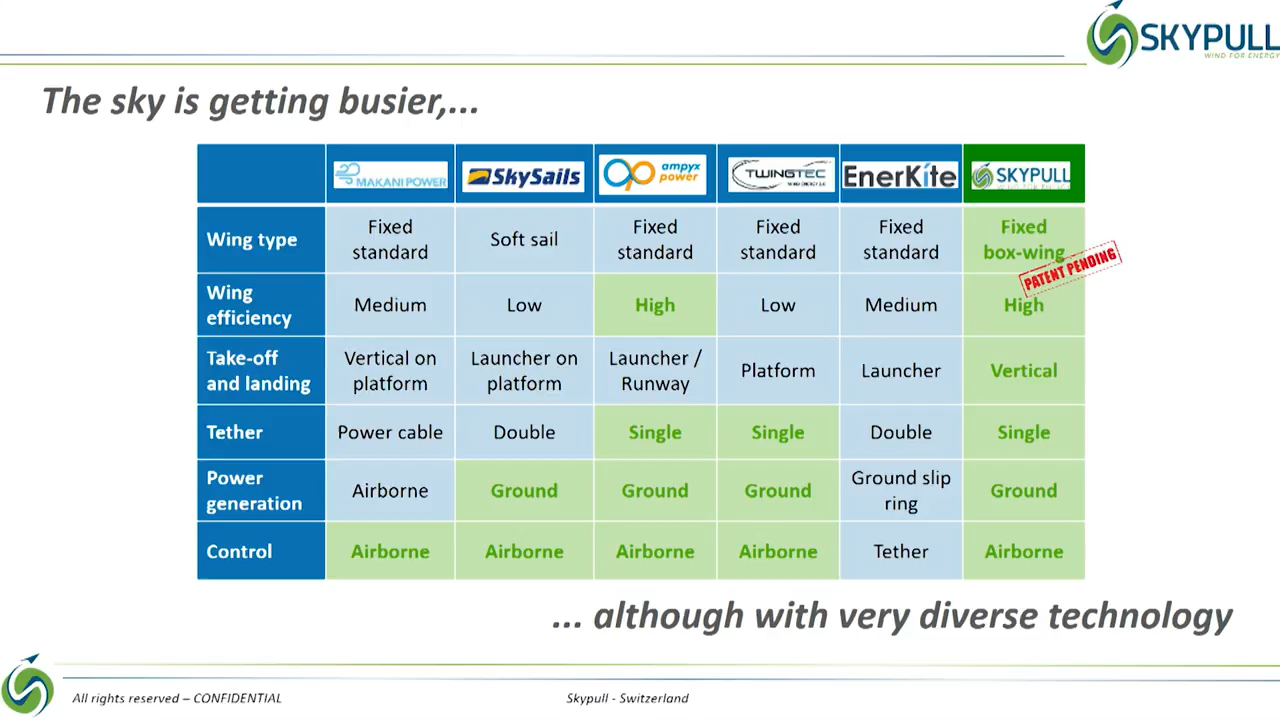 SKYPULL
WIND FOR ENERGY
The sky is getting busier,...
MAKANI POWER
SkySails
ampyx
power
TWINGTEC
EnerKíte
SKYPULL
WIND FOR ENERGY
Wing type
Fixed
standard
Soft sail
Fixed
standard
Fixed
standard
Fixed
standard
Fixed
box-wing
PATENT PENDING
Wing
efficiency
Medium
Low
High
Low
Medium
High
Take-off
and landing
Vertical on
platform
Launcher on
platform
Launcher /
Runway
Platform
Launcher
Vertical
Tether
Power cable
Double
Single
Single
Double
Single
Power
generation
Airborne
Ground
Ground
Ground
Ground slip
ring
Ground
Control
Airborne
Airborne
Airborne
Airborne
Tether
Airborne
... although with very diverse technology
All rights reserved – CONFIDENTIAL
Skypull - Switzerland